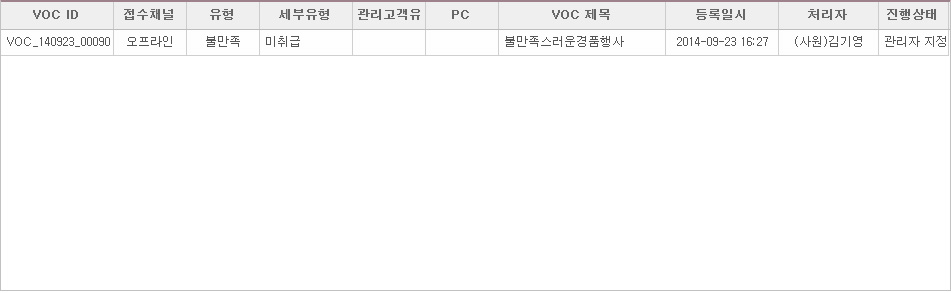 VOC ID 접수채널 유형 세부유형 관리고객유 PC VOC 제목 등록일시 처리자 진행상태
VOC_140923_00090 오프라인 불만족 미취급 불만족스러운경품행사 2014-09-23 16:27 (사원)김기영 관리자 지정